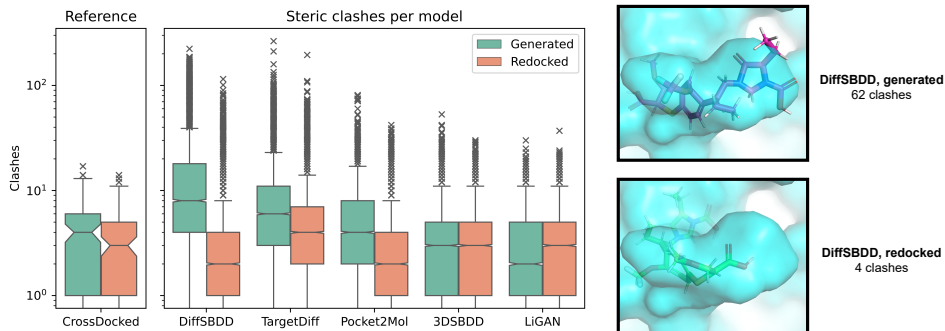 Reference
Steric clashes per model
Generated
Redocked
Clashes
10²
10¹
10⁰
CrossDocked
DiffSBDD
TargetDiff
Pocket2Mol
3DSBDD
LiGAN
DiffSBDD, generated
62 clashes
DiffSBDD, redocked
4 clashes